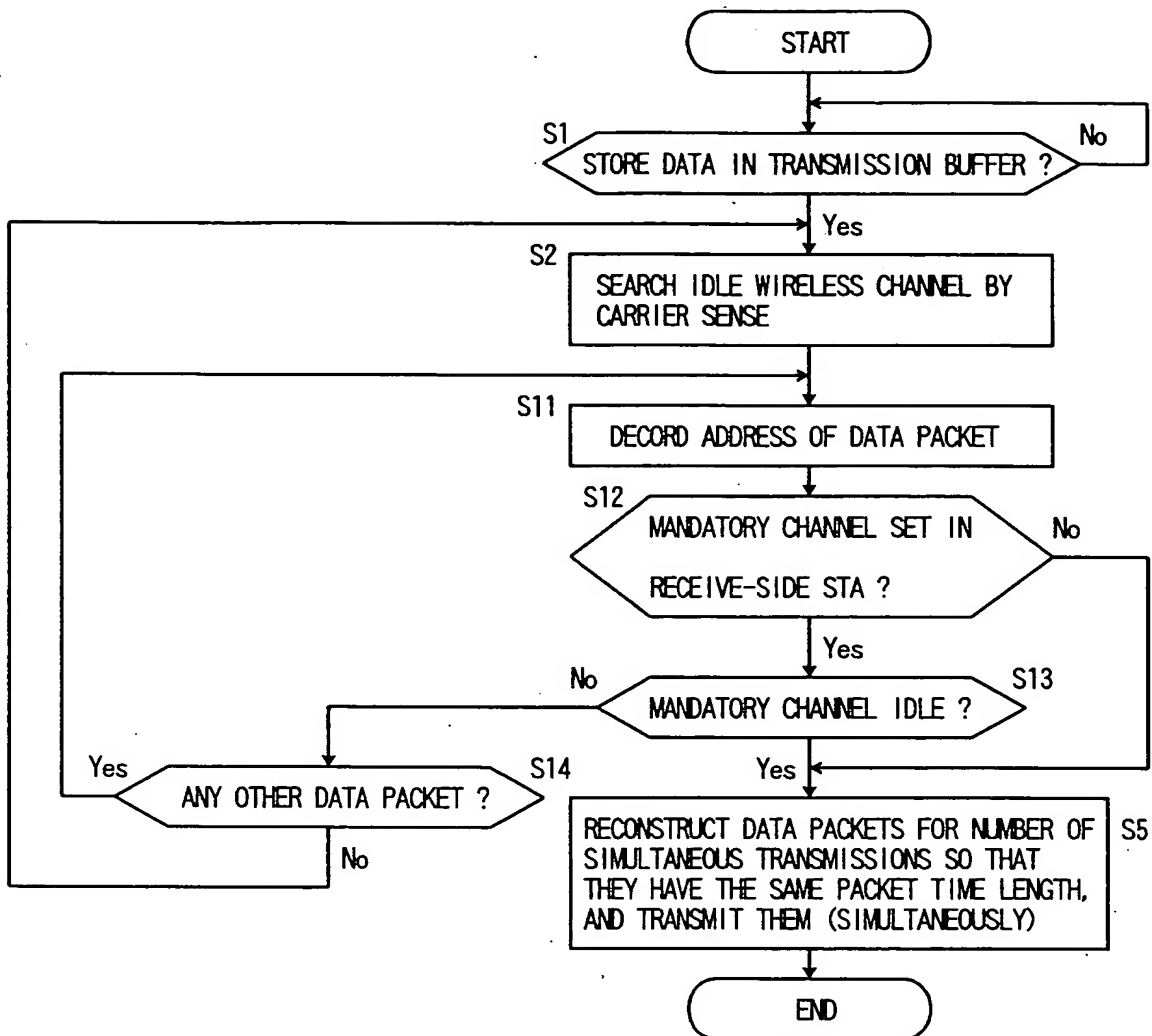 START
S1
No
STORE DATA IN TRANSMISSION BUFFER ?
Yes
S2
SEARCH IDLE WIRELESS CHANNEL BY
CARRIER SENSE
S11
DECORD ADDRESS OF DATA PACKET
S12
MANDATORY CHANNEL SET IN
No
RECEIVE-SIDE STA ?
Yes
No
S13
MANDATORY CHANNEL IDLE ?
Yes
S14
Yes
ANY OTHER DATA PACKET ?
No
RECONSTRUCT DATA PACKETS FOR NUMBER OF
S5
SIMULTANEOUS TRANSMISSIONS SO THAT
THEY HAVE THE SAME PACKET TIME LENGTH,
AND TRANSMIT THEM (SIMULTANEOUSLY)
END